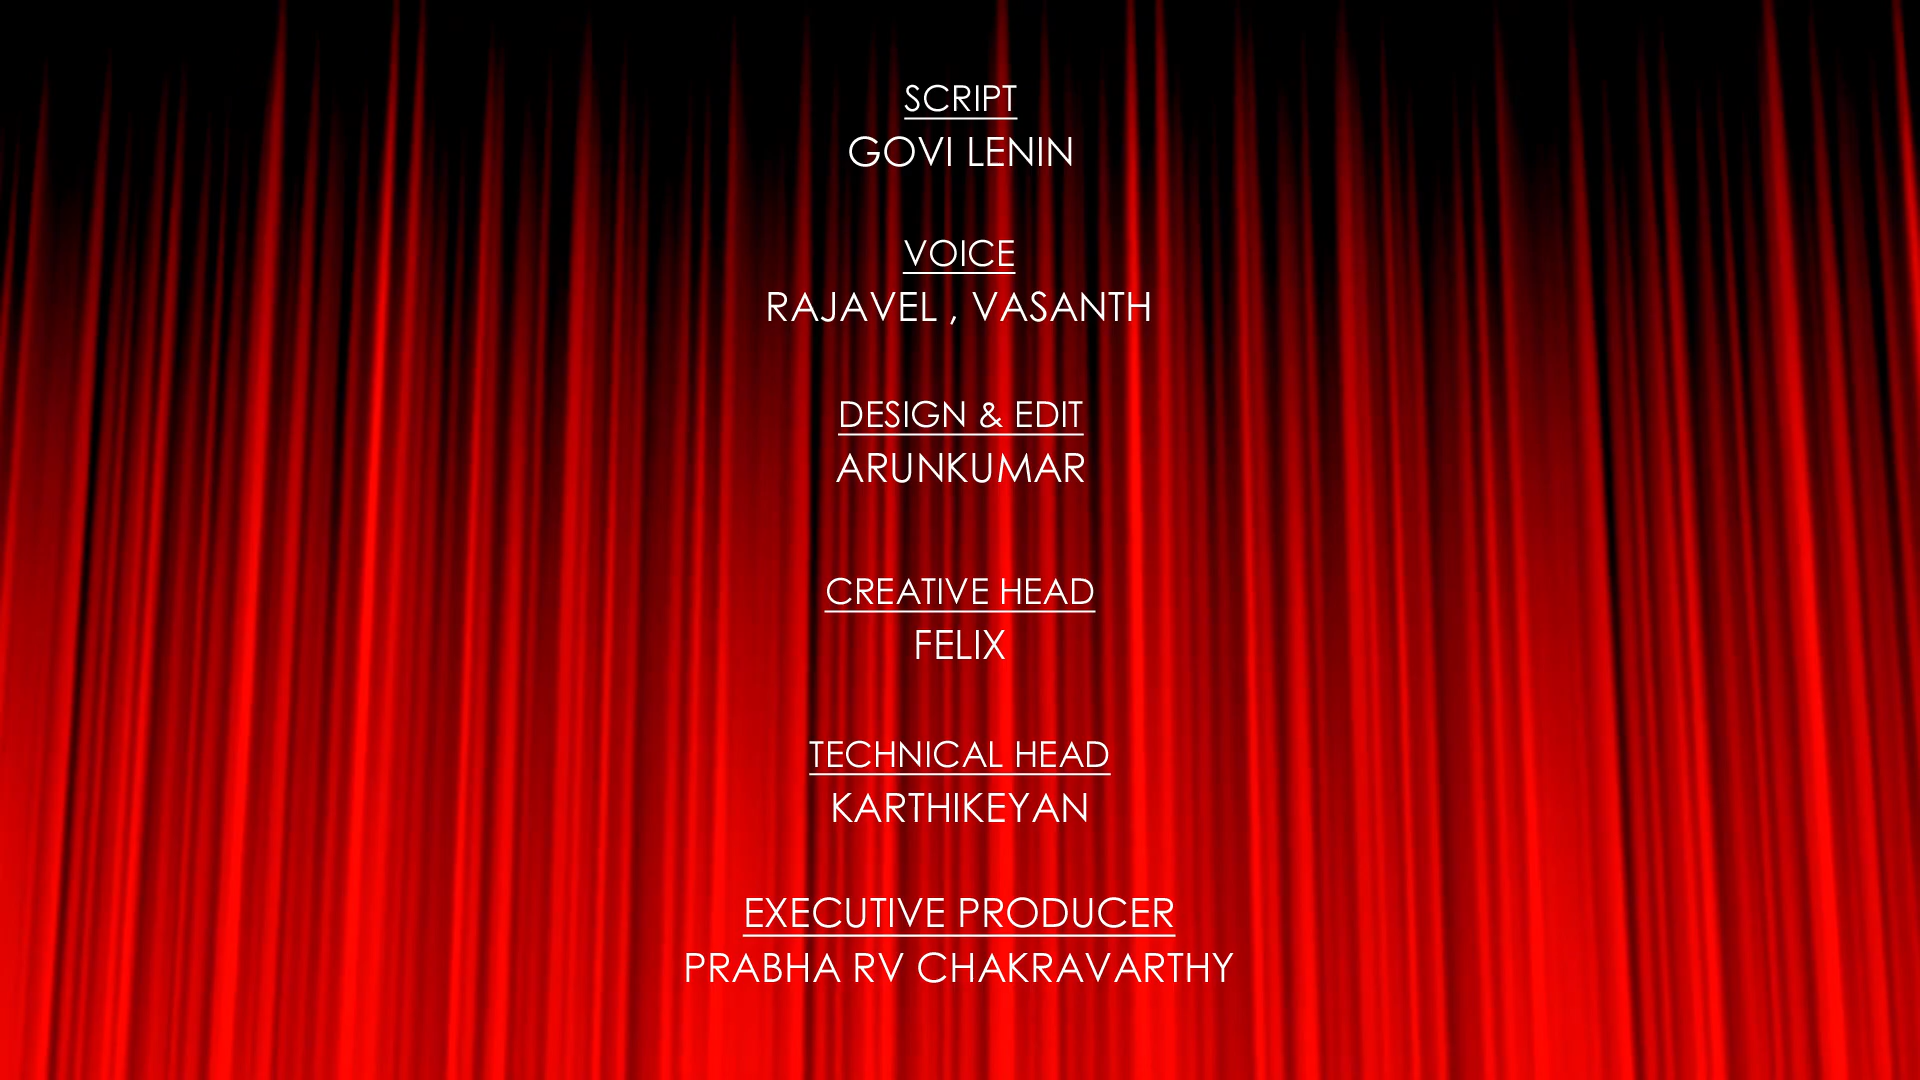 SCRIPT
GOVI LENIN
VOICE
RAJAVEL , VASANTH
DESIGN & EDIT
ARUNKUMAR
CREATIVE HEAD
FELIX
TECHNICAL HEAD
KARTHIKEYAN
EXECUTIVE PRODUCER
PRABHA RV CHAKRAVARTHY